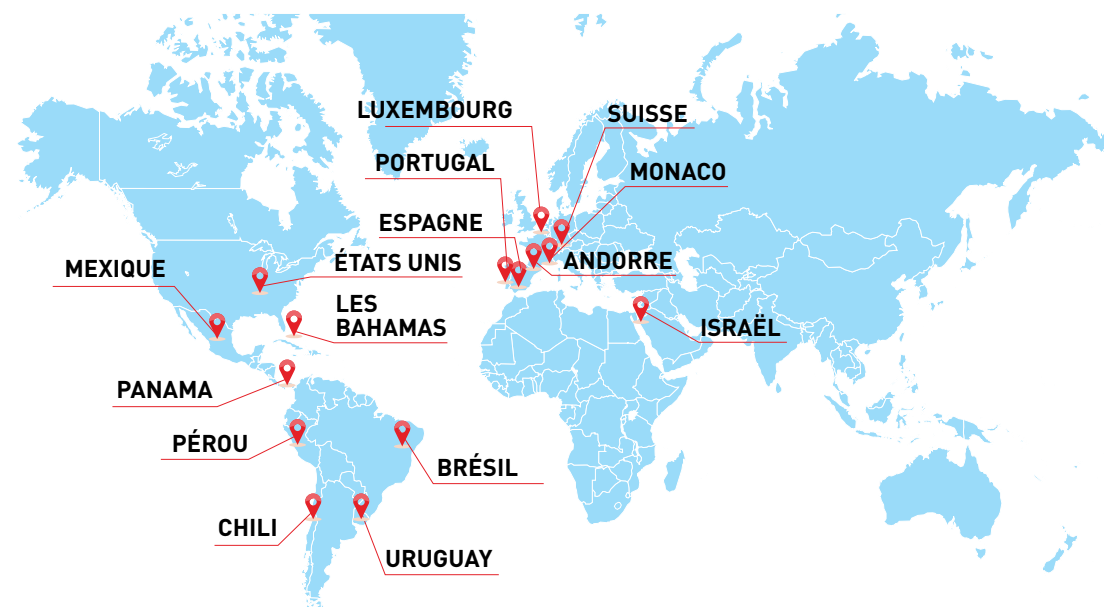 LUXEMBOURG
SUISSE
PORTUGAL
MONACO
ESPAGNE
ANDORRE
MEXIQUE
ÉTATS UNIS
LES
BAHAMAS
ISRAËL
PANAMA
PÉROU
BRÉSIL
CHILI
URUGUAY